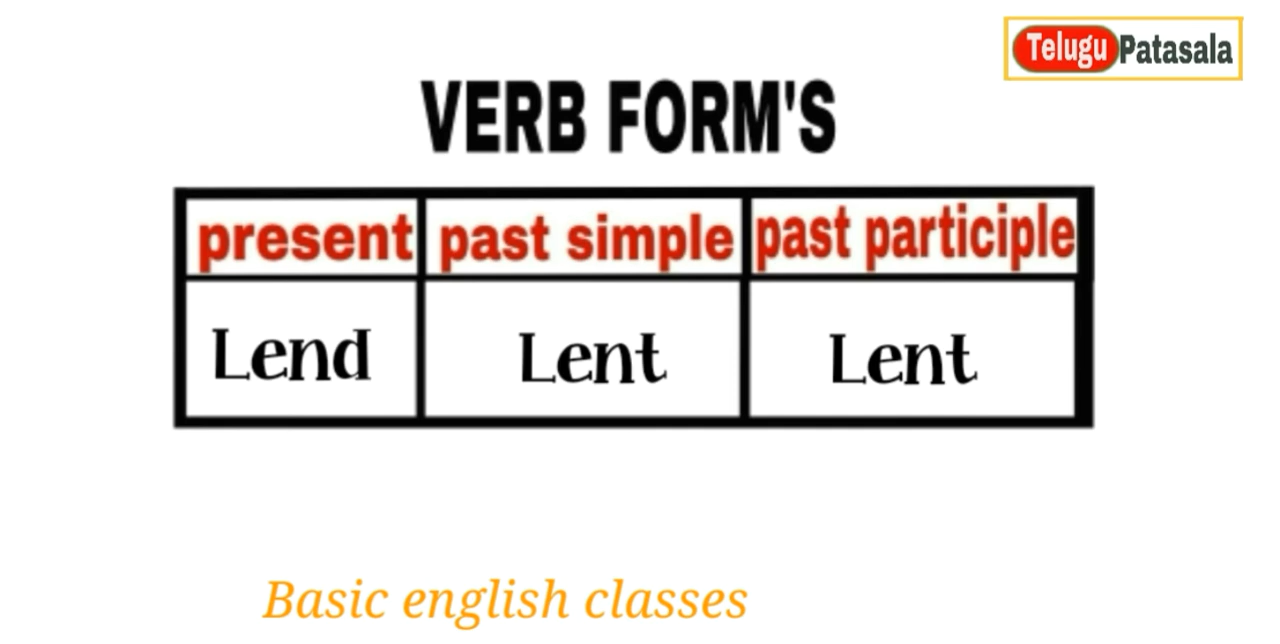 Telugu Patasala
VERB FORM'S
present past simple past participle
Lend Lent Lent
Basic english classes